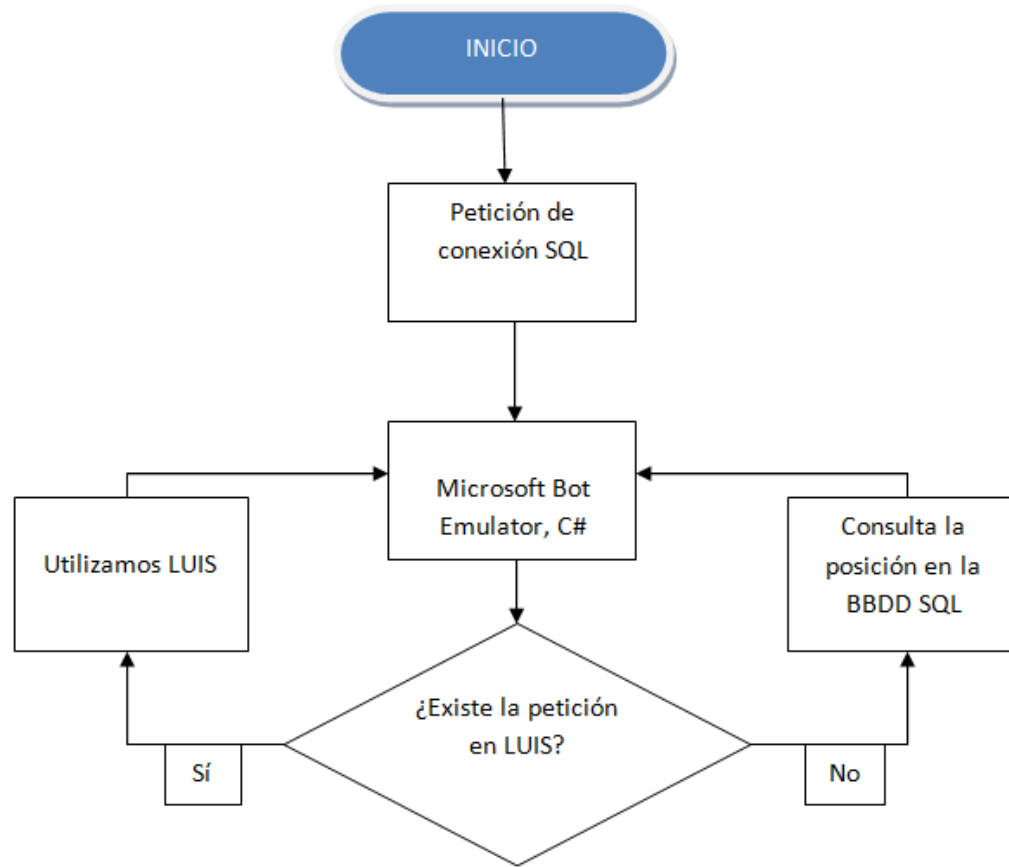 INICIO
Petición de
conexión SQL
Microsoft Bot
Emulator, C#
Utilizamos LUIS
Consulta la
posición en la
BBDD SQL
¿Existe la petición
en LUIS?
Sí
No